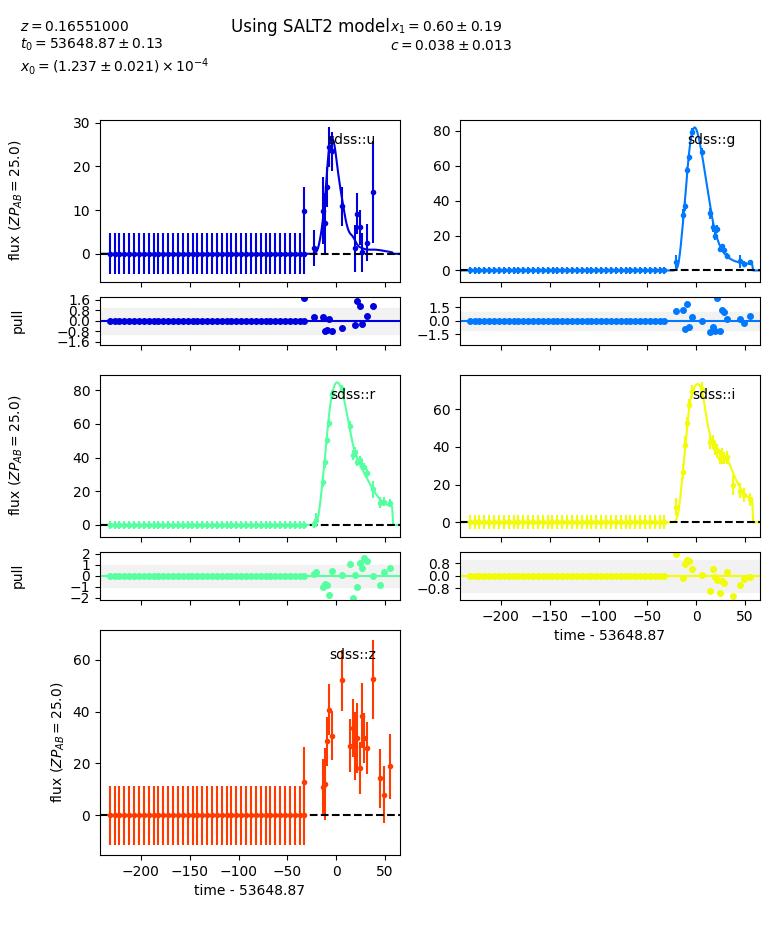 z = 0.16551000
Using SALT2 model
x₁ = 0.60 ± 0.19
t₀ = 53648.87 ± 0.13
c = 0.038 ± 0.013
x₀ = (1.237 ± 0.021) × 10⁻⁴
flux (ZP_AB = 25.0)
30
20
10
0
sdss::u
80
60
40
20
0
sdss::g
pull
1.6
0.8
0.0
−0.8
−1.6
1.5
0.0
−1.5
flux (ZP_AB = 25.0)
80
60
40
20
0
sdss::r
60
40
20
0
sdss::i
pull
2
1
0
−1
−2
0.8
0.0
−0.8
−200 −150 −100 −50 0 50
time - 53648.87
flux (ZP_AB = 25.0)
60
40
20
0
sdss::z
−200 −150 −100 −50 0 50
time - 53648.87